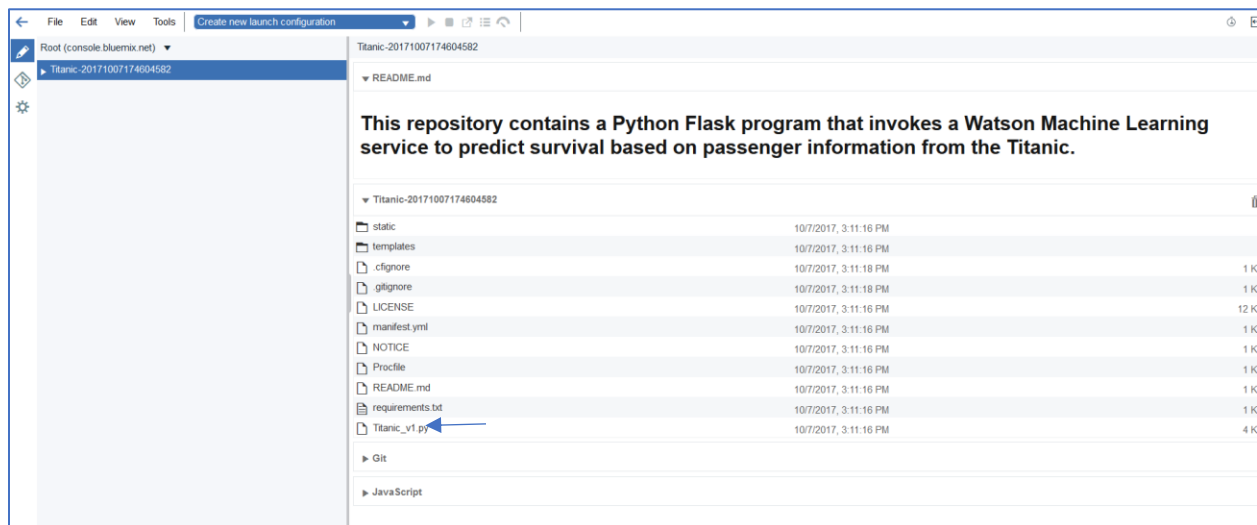 File Edit View Tools Create new launch configuration
Root (console.bluemix.net)
Titanic-20171007174604582
Titanic-20171007174604582
README.md
This repository contains a Python Flask program that invokes a Watson Machine Learning
service to predict survival based on passenger information from the Titanic.
Titanic-20171007174604582
static 10/7/2017, 3:11:16 PM
templates 10/7/2017, 3:11:16 PM
.cfignore 10/7/2017, 3:11:18 PM 1 K
.gitignore 10/7/2017, 3:11:18 PM 1 K
LICENSE 10/7/2017, 3:11:16 PM 12 K
manifest.yml 10/7/2017, 3:11:16 PM 1 K
NOTICE 10/7/2017, 3:11:16 PM 1 K
Procfile 10/7/2017, 3:11:16 PM 1 K
README.md 10/7/2017, 3:11:16 PM 1 K
requirements.txt 10/7/2017, 3:11:16 PM 1 K
Titanic_v1.py 10/7/2017, 3:11:16 PM 4 K
Git
JavaScript